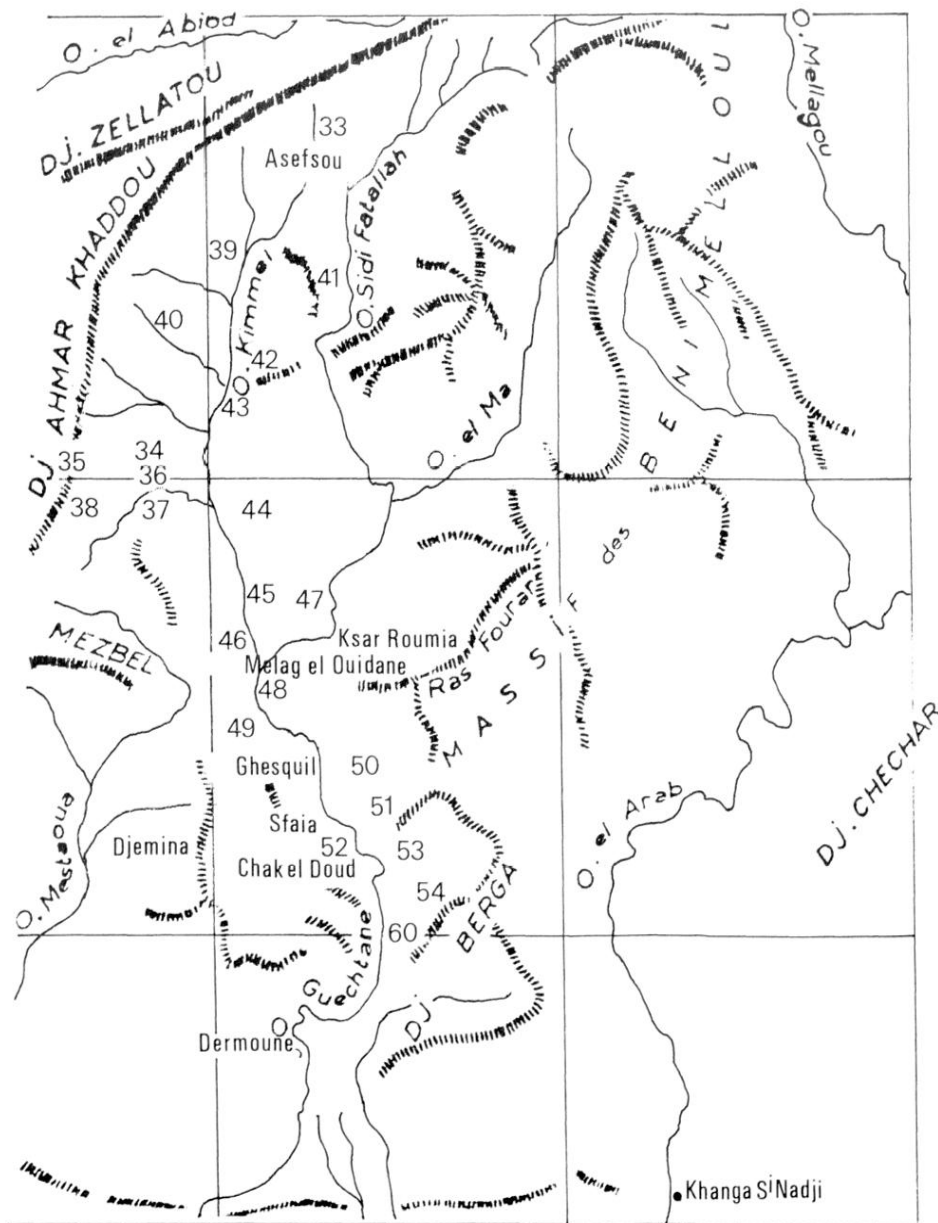 O. el Abiod
O. Mellagou
DJ. ZELLATOU
33
Asefsou
DJ AHMAR KHADDOU
O. Sidi Fatallah
MASSIF des BENI MELLOUL
39
41
40
O. Kimmel
42
43
O. el Ma
35
34
36
38
37
44
45
47
46
Ksar Roumia
Melag el Ouidane
Ras Fourar
MEZBEL
48
49
Ghesquil
50
51
Sfaia
Djemina
52
53
Chak el Doud
54
O. Mestaoua
O. el Arab
DJ. CHECHAR
60
DJ BERGA
O Guechtane
Dermoune
Khanga Si Nadji